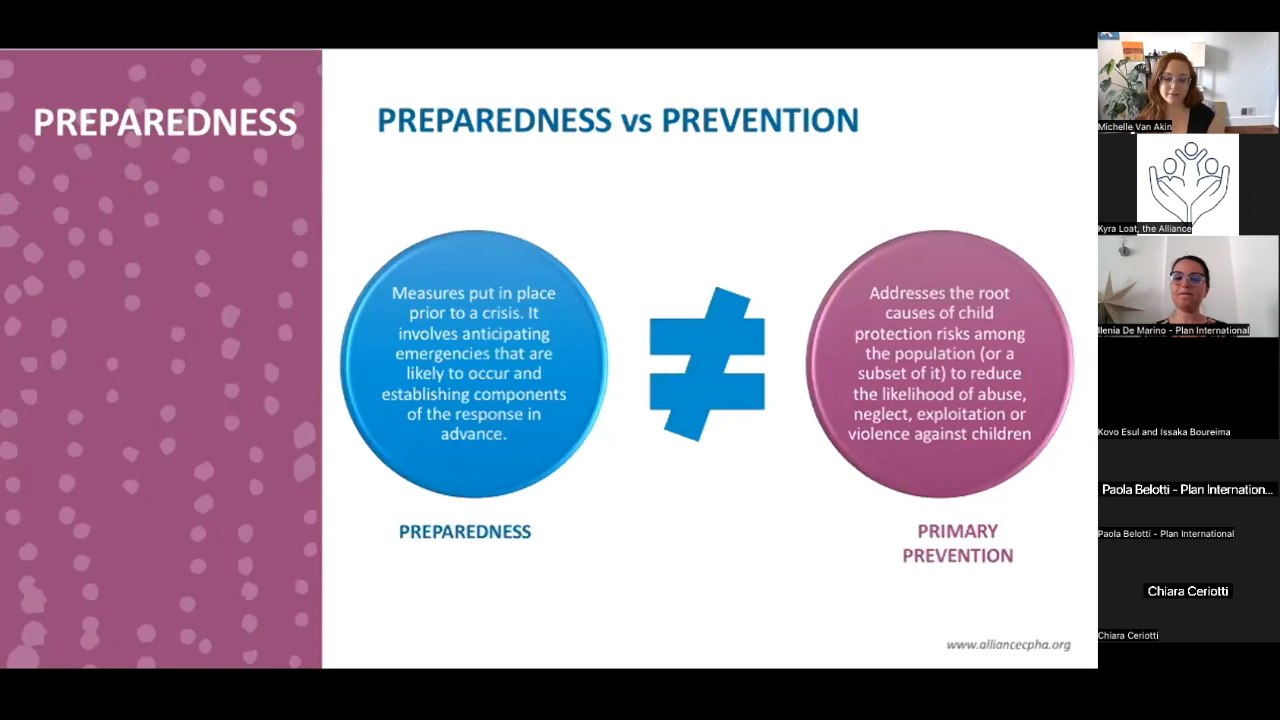 PREPAREDNESS
PREPAREDNESS vs PREVENTION
Measures put in place
prior to a crisis. It
involves anticipating
emergencies that are
likely to occur and
establishing components
of the response in
advance.
Addresses the root
causes of child
protection risks among
the population (or a
subset of it) to reduce
the likelihood of abuse,
neglect, exploitation or
violence against children
PREPAREDNESS
PRIMARY
PREVENTION
www.alliancecpha.org
Michelle Van Akin
Kyra Loat, the Alliance
Ilenia De Marino - Plan International
Kovo Esul and Issaka Boureima
Paola Belotti - Plan Internation...
Paola Belotti - Plan International
Chiara Ceriotti
Chiara Ceriotti